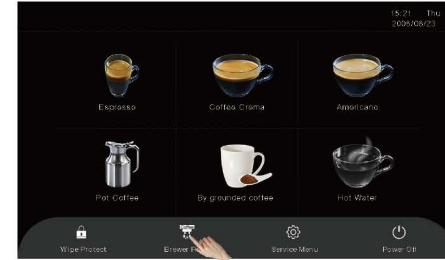 15:21 Thu
2006/06/23
Espresso
Coffee Crema
Americano
Pot Coffee
By grounded coffee
Hot Water
Wipe Protect
Brewer
Service Menu
Power Off